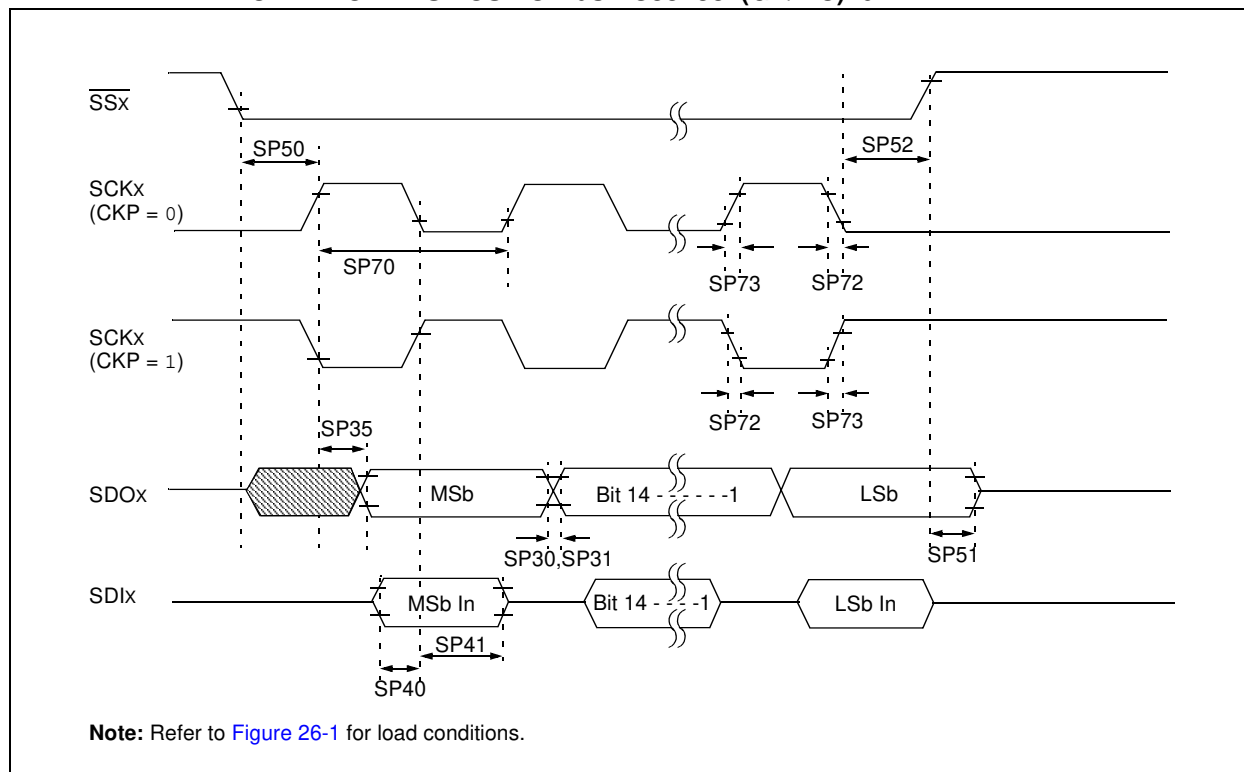 SSx
SP50
SP52
SCKx
(CKP = 0)
SP70
SP73
SP72
SCKx
(CKP = 1)
SP72
SP73
SP35
SDOx
MSb
Bit 14 - - - - - -1
LSb
SP30,SP31
SP51
SDIx
MSb In
Bit 14 - - - -1
LSb In
SP41
SP40
Note: Refer to Figure 26-1 for load conditions.